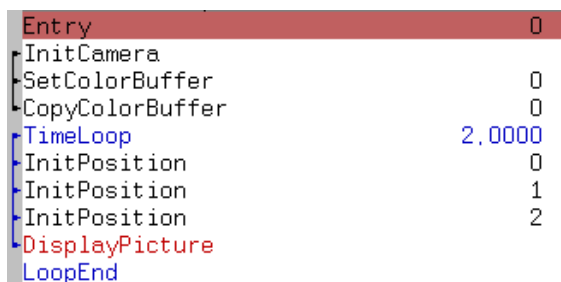 Entry 0
InitCamera
SetColorBuffer 0
CopyColorBuffer 0
TimeLoop 2,0000
InitPosition 0
InitPosition 1
InitPosition 2
DisplayPicture
LoopEnd